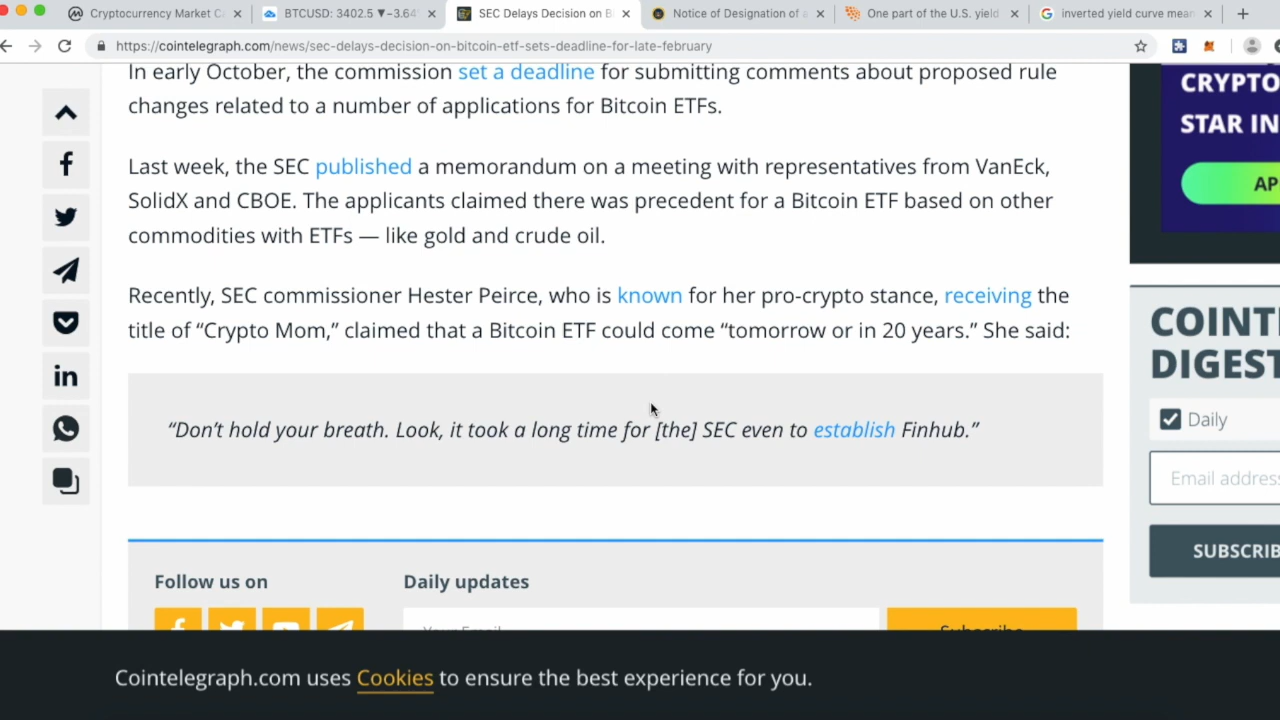 Cryptocurrency Market C
BTCUSD: 3402.5 ▼−3.64
SEC Delays Decision on B
Notice of Designation of a
One part of the U.S. yield
inverted yield curve mean
https://cointelegraph.com/news/sec-delays-decision-on-bitcoin-etf-sets-deadline-for-late-february
In early October, the commission set a deadline for submitting comments about proposed rule
changes related to a number of applications for Bitcoin ETFs.
Last week, the SEC published a memorandum on a meeting with representatives from VanEck,
SolidX and CBOE. The applicants claimed there was precedent for a Bitcoin ETF based on other
commodities with ETFs — like gold and crude oil.
Recently, SEC commissioner Hester Peirce, who is known for her pro-crypto stance, receiving the
title of “Crypto Mom,” claimed that a Bitcoin ETF could come “tomorrow or in 20 years.” She said:
“Don’t hold your breath. Look, it took a long time for [the] SEC even to establish Finhub.”
Follow us on
Daily updates
Your Email
Subscribe
CRYPTO
STAR IN
AP
COINT
DIGEST
Daily
Email address
SUBSCRIB
Cointelegraph.com uses Cookies to ensure the best experience for you.